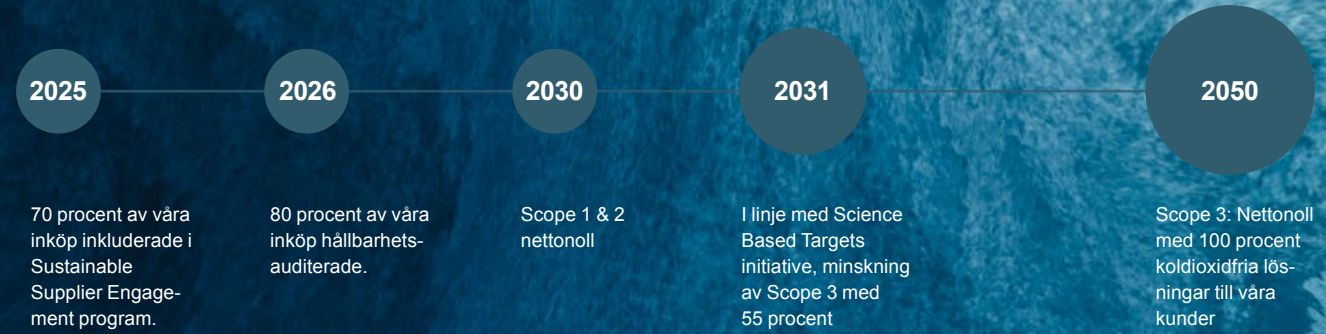 2025
2026
2030
2031
2050
70 procent av våra
inköp inkluderade i
Sustainable
Supplier Engage-
ment program.
80 procent av våra
inköp hållbarhets-
auditerade.
Scope 1 & 2
nettonoll
I linje med Science
Based Targets
initiative, minskning
av Scope 3 med
55 procent
Scope 3: Nettonoll
med 100 procent
koldioxidfria lös-
ningar till våra
kunder